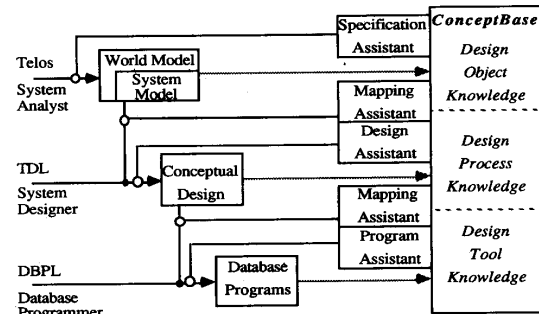 Specification
Assistant
ConceptBase
Design
Object
Knowledge
Telos
System
Analyst
World Model
System
Model
Mapping
Assistant
Design
Assistant
Design
Process
Knowledge
TDL
System
Designer
Conceptual
Design
Mapping
Assistant
Program
Assistant
Design
Tool
Knowledge
DBPL
Database
Programmer
Database
Programs